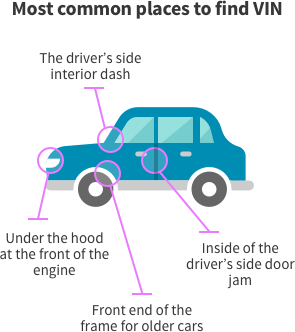 Most common places to find VIN
The driver's side
interior dash
Under the hood
at the front of the
engine
Inside of the
driver's side door
jam
Front end of the
frame for older cars